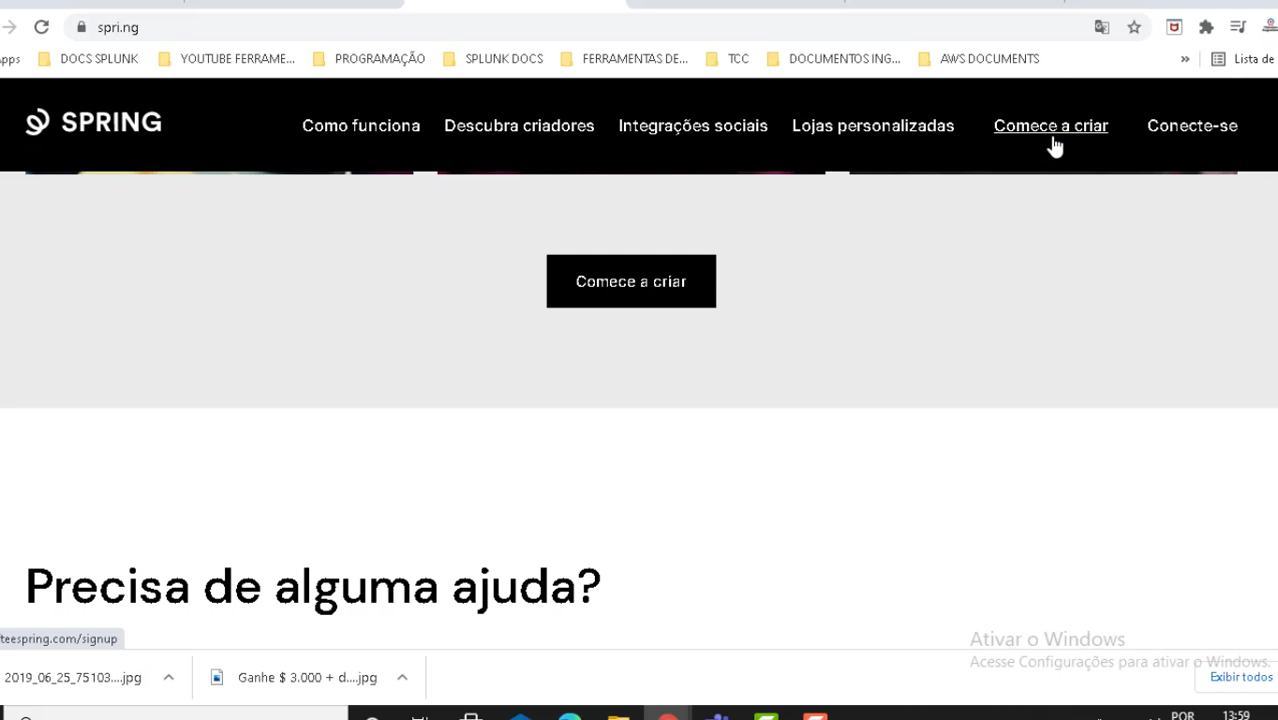 spri.ng
pps DOCS SPLUNK YOUTUBE FERRAME... PROGRAMAÇÃO SPLUNK DOCS FERRAMENTAS DE... TCC DOCUMENTOS ING... AWS DOCUMENTS » Lista de
SPRING Como funciona Descubra criadores Integrações sociais Lojas personalizadas Comece a criar Conecte-se
Comece a criar
Precisa de alguma ajuda?
teespring.com/signup
Ativar o Windows
Acesse Configurações para ativar o Windows.
2019_06_25_75103....jpg Ganhe $ 3.000 + d....jpg Exibir todos
POR 13:59